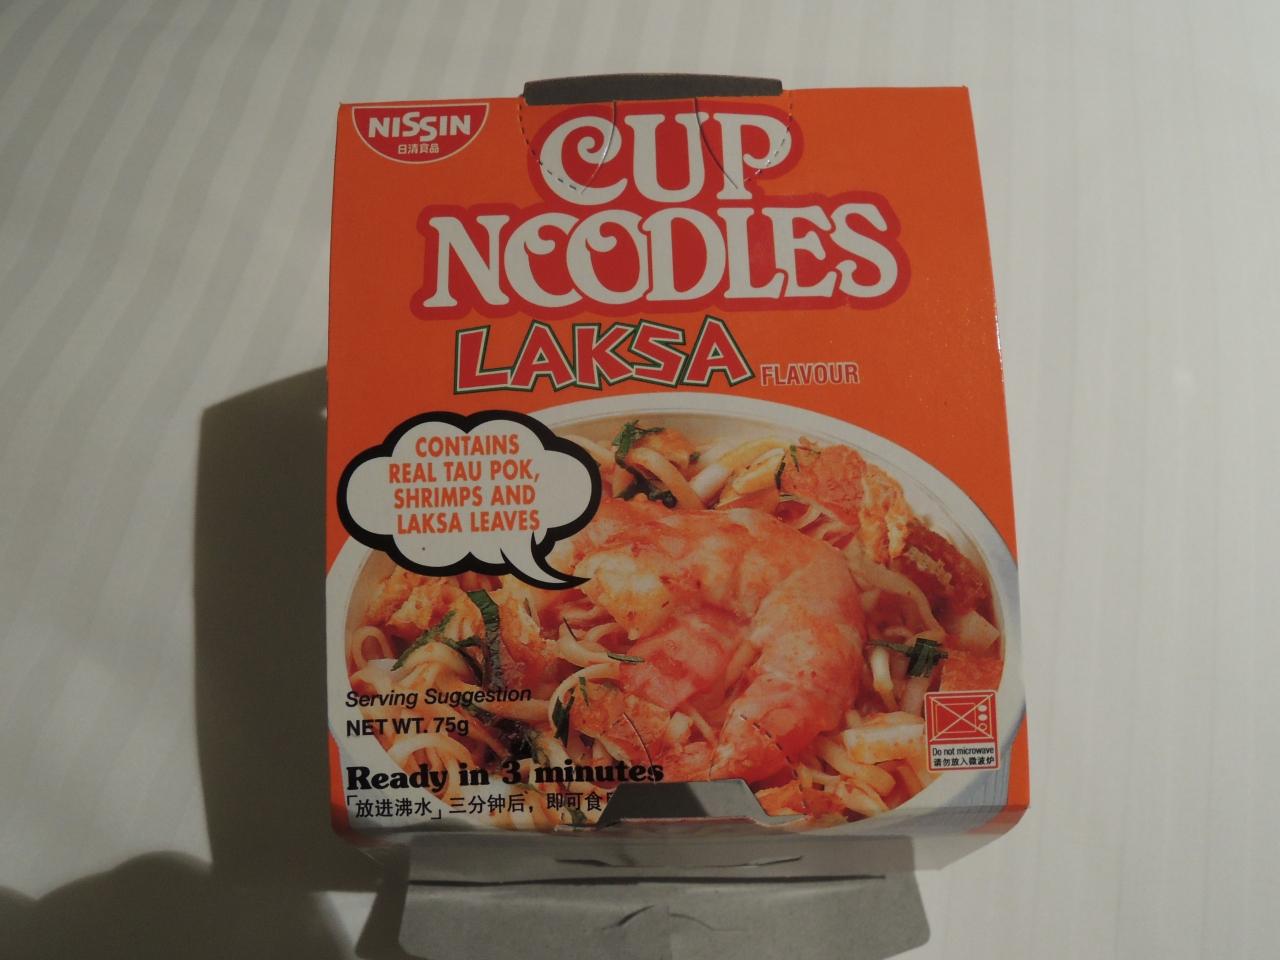 NISSIN
日清食品
CUP
NOODLES
LAKSA FLAVOUR
CONTAINS
REAL TAU POK,
SHRIMPS AND
LAKSA LEAVES
Serving Suggestion
NET WT. 75g
Ready in 3 minutes
「放进沸水」三分钟后，即可食
Do not microwave
请勿放入微波炉